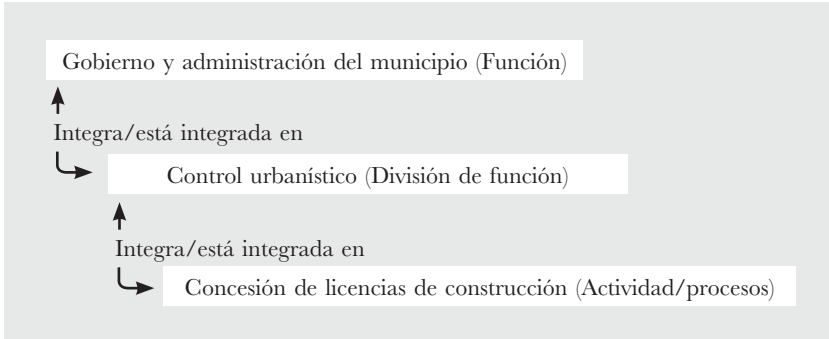 Gobierno y administración del municipio (Función)
Integra/está integrada en
Control urbanístico (División de función)
Integra/está integrada en
Concesión de licencias de construcción (Actividad/procesos)